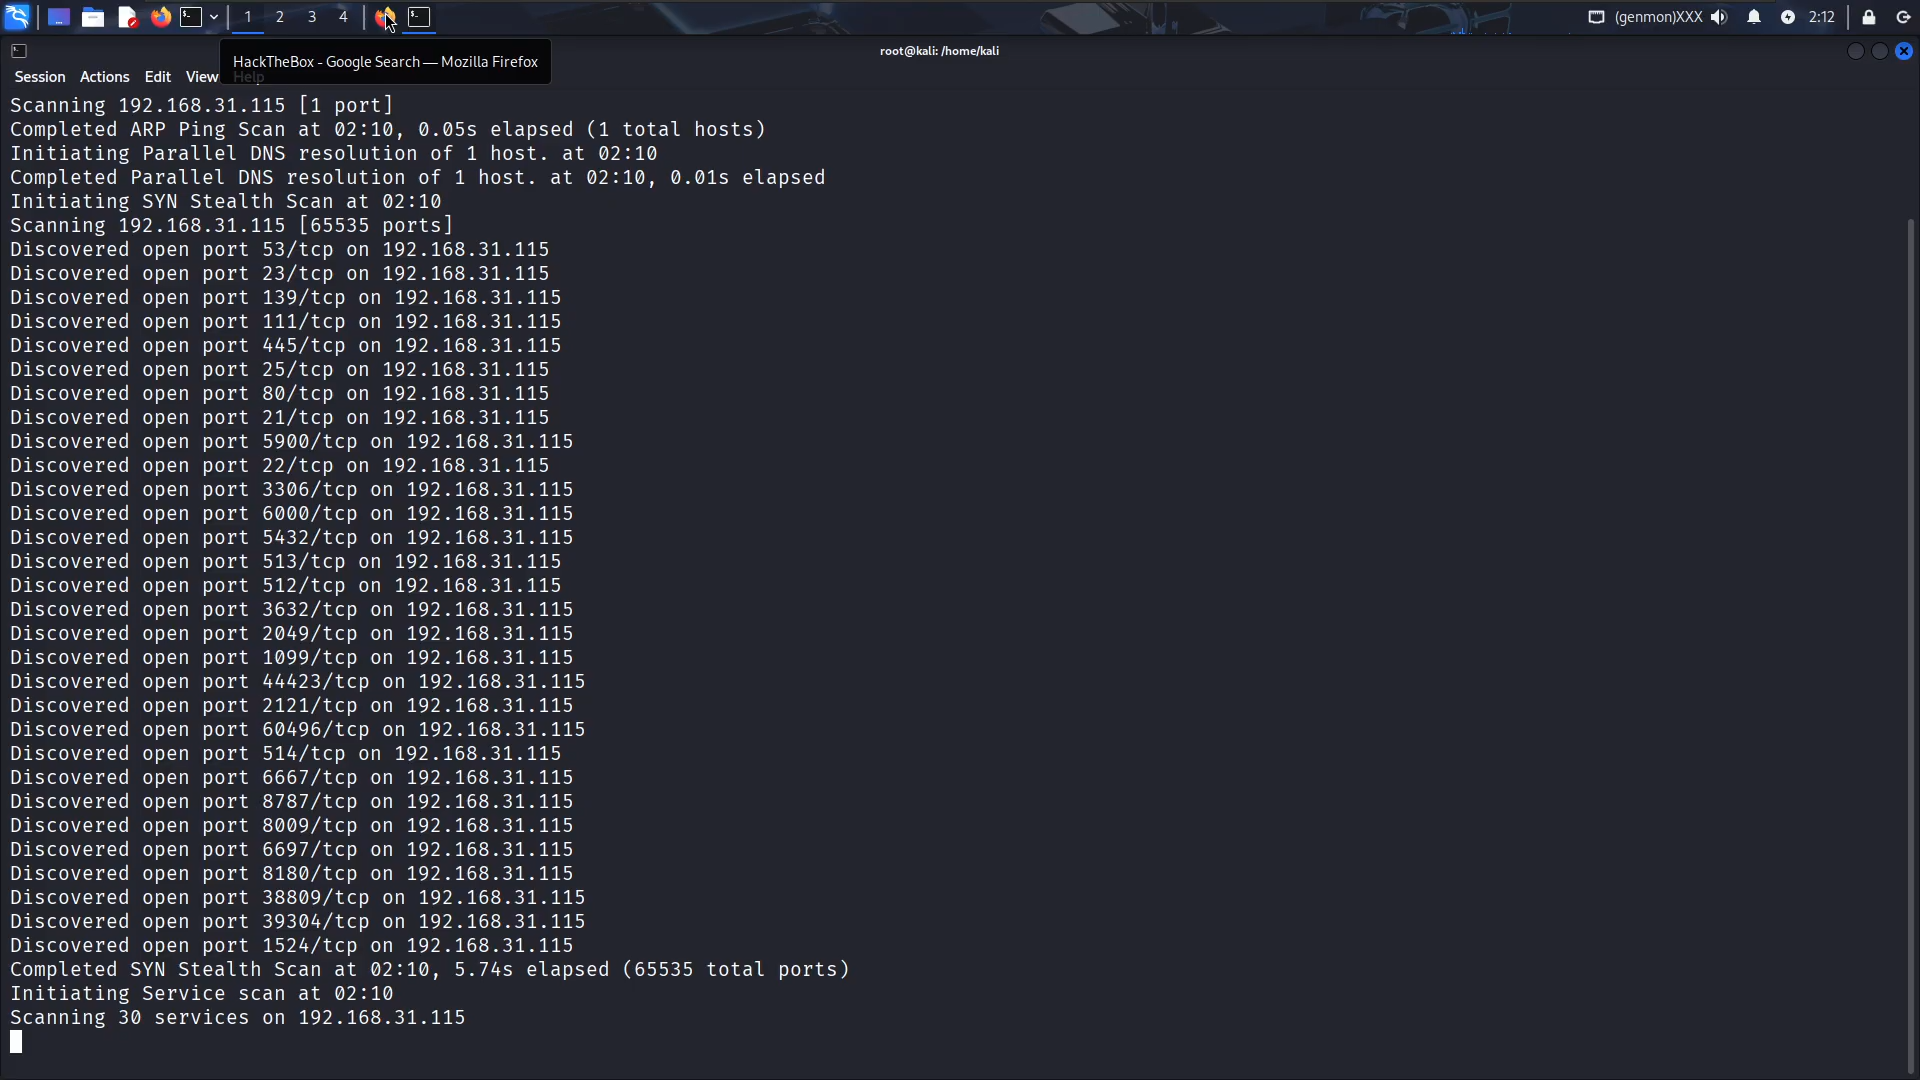 1 2 3 4 (genmon)XXX 2:12
root@kali: /home/kali
HackTheBox - Google Search — Mozilla Firefox
Session Actions Edit View Help
Scanning 192.168.31.115 [1 port]
Completed ARP Ping Scan at 02:10, 0.05s elapsed (1 total hosts)
Initiating Parallel DNS resolution of 1 host. at 02:10
Completed Parallel DNS resolution of 1 host. at 02:10, 0.01s elapsed
Initiating SYN Stealth Scan at 02:10
Scanning 192.168.31.115 [65535 ports]
Discovered open port 53/tcp on 192.168.31.115
Discovered open port 23/tcp on 192.168.31.115
Discovered open port 139/tcp on 192.168.31.115
Discovered open port 111/tcp on 192.168.31.115
Discovered open port 445/tcp on 192.168.31.115
Discovered open port 25/tcp on 192.168.31.115
Discovered open port 80/tcp on 192.168.31.115
Discovered open port 21/tcp on 192.168.31.115
Discovered open port 5900/tcp on 192.168.31.115
Discovered open port 22/tcp on 192.168.31.115
Discovered open port 3306/tcp on 192.168.31.115
Discovered open port 6000/tcp on 192.168.31.115
Discovered open port 5432/tcp on 192.168.31.115
Discovered open port 513/tcp on 192.168.31.115
Discovered open port 512/tcp on 192.168.31.115
Discovered open port 3632/tcp on 192.168.31.115
Discovered open port 2049/tcp on 192.168.31.115
Discovered open port 1099/tcp on 192.168.31.115
Discovered open port 44423/tcp on 192.168.31.115
Discovered open port 2121/tcp on 192.168.31.115
Discovered open port 60496/tcp on 192.168.31.115
Discovered open port 514/tcp on 192.168.31.115
Discovered open port 6667/tcp on 192.168.31.115
Discovered open port 8787/tcp on 192.168.31.115
Discovered open port 8009/tcp on 192.168.31.115
Discovered open port 6697/tcp on 192.168.31.115
Discovered open port 8180/tcp on 192.168.31.115
Discovered open port 38809/tcp on 192.168.31.115
Discovered open port 39304/tcp on 192.168.31.115
Discovered open port 1524/tcp on 192.168.31.115
Completed SYN Stealth Scan at 02:10, 5.74s elapsed (65535 total ports)
Initiating Service scan at 02:10
Scanning 30 services on 192.168.31.115